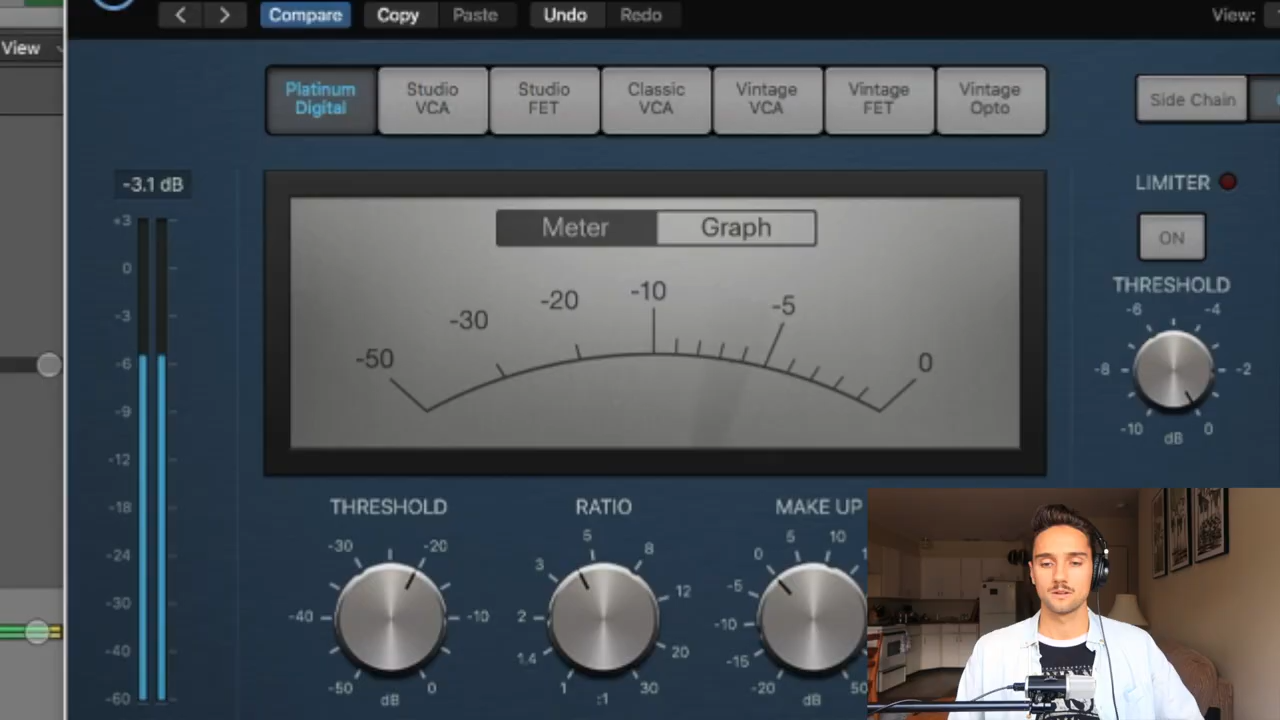 Compare Copy Paste Undo Redo View:
View
Platinum Digital
Studio VCA
Studio FET
Classic VCA
Vintage VCA
Vintage FET
Vintage Opto
Side Chain
-3.1 dB
+3
0
-3
-6
-9
-12
-18
-24
-30
-40
-60
Meter Graph
-50 -30 -20 -10 -5 0
LIMITER
ON
THRESHOLD
-6 -4
-8 -2
-10 dB 0
THRESHOLD
-30 -20
-40 -10
-50 dB 0
RATIO
5
3 8
2 12
1.4 20
1 :1 30
MAKE UP
5 10
0
-5
-10
-15
-20 dB 50